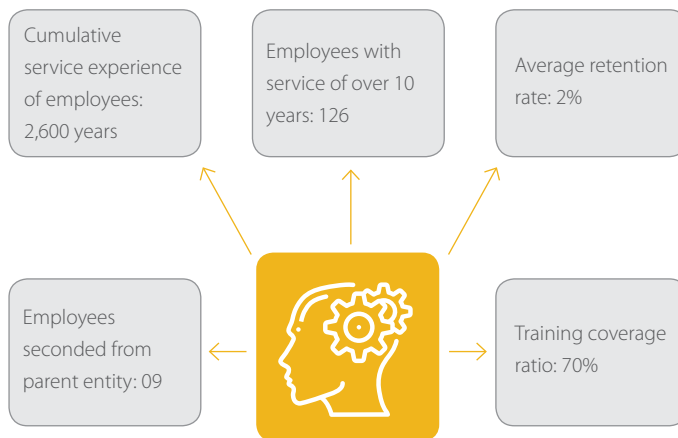 Cumulative
service experience
of employees:
2,600 years
Employees with
service of over 10
years: 126
Average retention
rate: 2%
Employees
seconded from
parent entity: 09
Training coverage
ratio: 70%